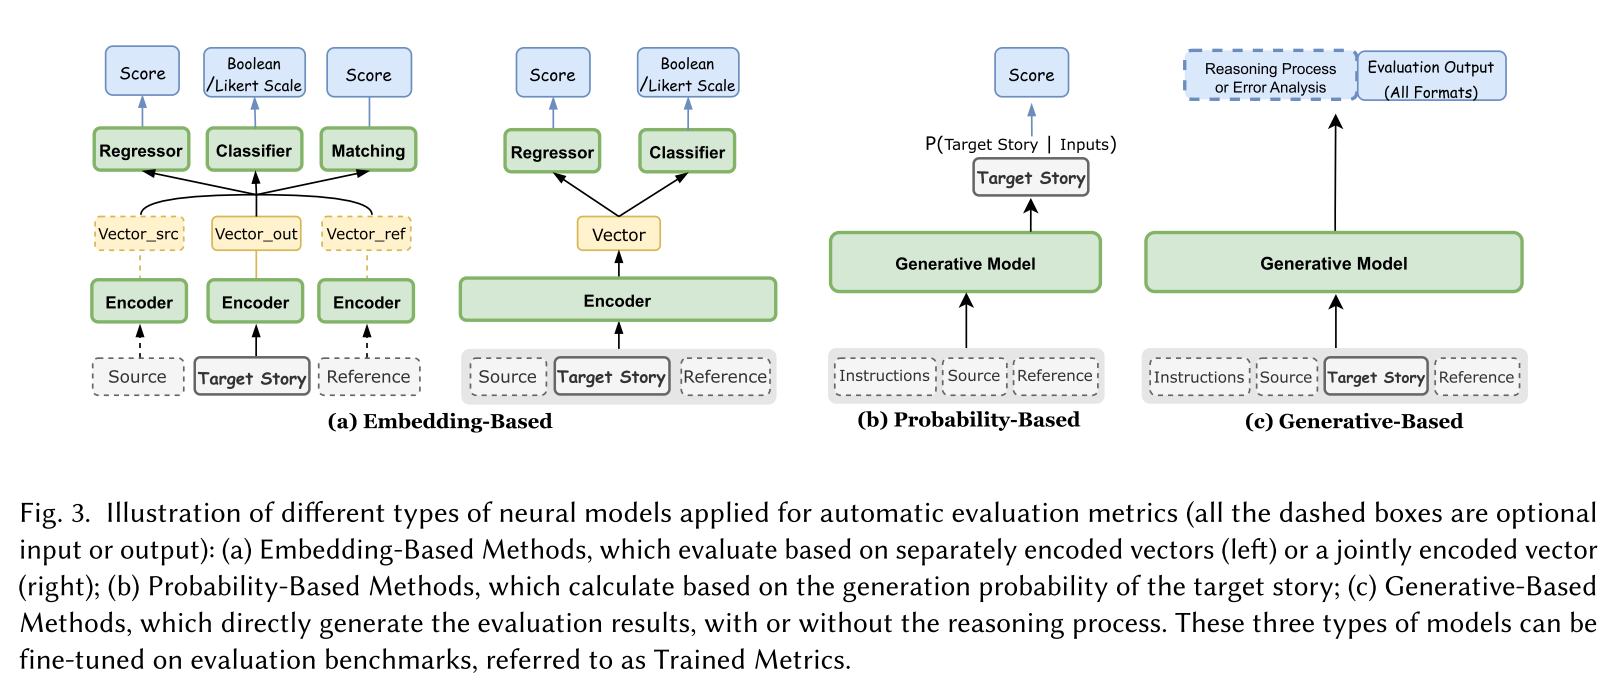 Score
Boolean
/Likert Scale
Score
Score
Boolean
/Likert Scale
Score
Reasoning Process
or Error Analysis
Evaluation Output
(All Formats)
Regressor
Classifier
Matching
Regressor
Classifier
P(Target Story | Inputs)
Target Story
Vector_src
Vector_out
Vector_ref
Vector
Generative Model
Generative Model
Encoder
Encoder
Encoder
Encoder
Source
Target Story
Reference
Source
Target Story
Reference
Instructions
Source
Reference
Instructions
Source
Target Story
Reference
(a) Embedding-Based
(b) Probability-Based
(c) Generative-Based
Fig. 3. Illustration of different types of neural models applied for automatic evaluation metrics (all the dashed boxes are optional
input or output): (a) Embedding-Based Methods, which evaluate based on separately encoded vectors (left) or a jointly encoded vector
(right); (b) Probability-Based Methods, which calculate based on the generation probability of the target story; (c) Generative-Based
Methods, which directly generate the evaluation results, with or without the reasoning process. These three types of models can be
fine-tuned on evaluation benchmarks, referred to as Trained Metrics.